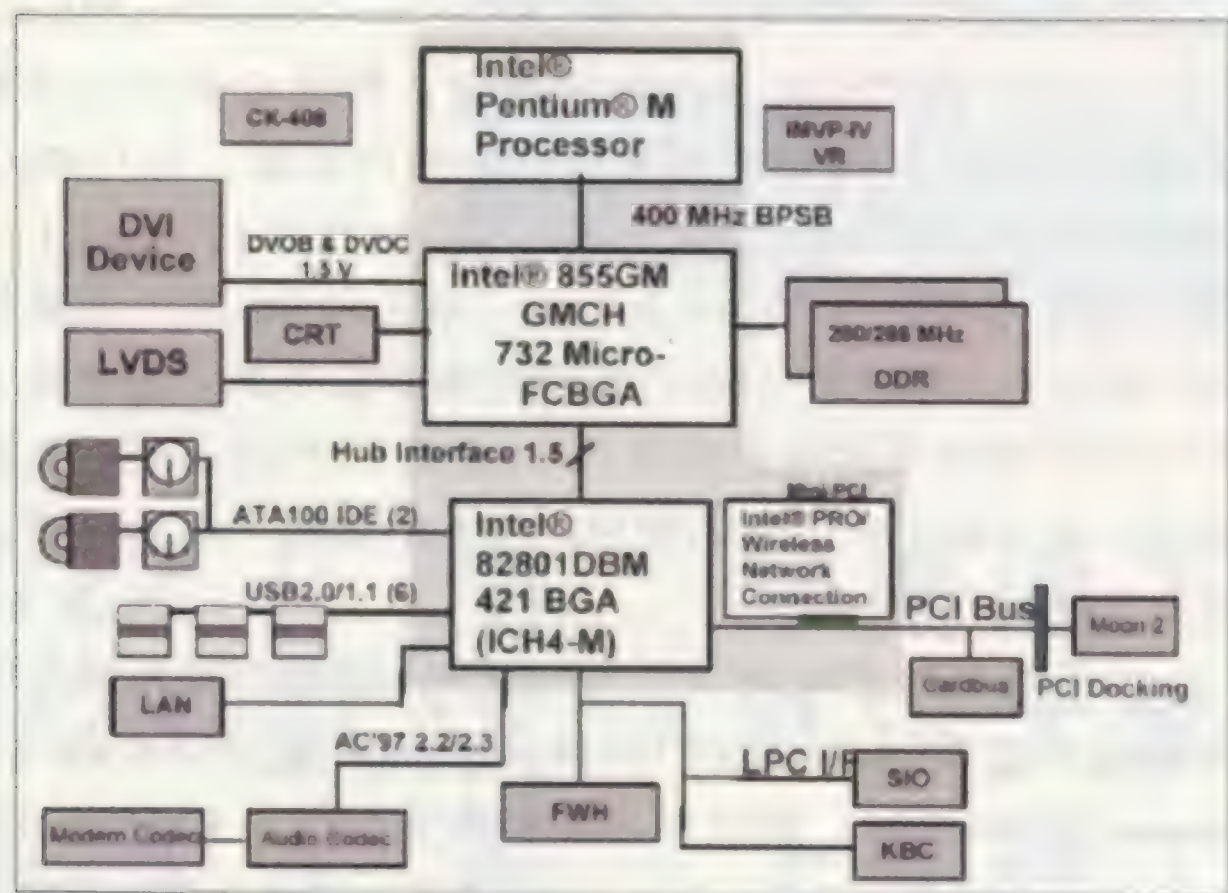 Intel®
Pentium® M
Processor
CK-408
IMVP-IV
VR
400 MHz BPSB
DVI
Device
DVOB & DVOC
1.5 V
Intel® 855GM
GMCH
732 Micro-
FCBGA
CRT
LVDS
MHz
DDR
Hub Interface 1.5
ATA100 IDE (2)
Intel®
82801DBM
421 BGA
(ICH4-M)
Mini PCI
Intel® PRO/
Wireless
Network
Connection
USB2.0/1.1 (6)
PCI Bus
Moon 2
Cardbus
PCI Docking
LAN
AC'97 2.2/2.3
LPC I/F
SIO
FWH
Modem Codec
Audio Codec
KBC